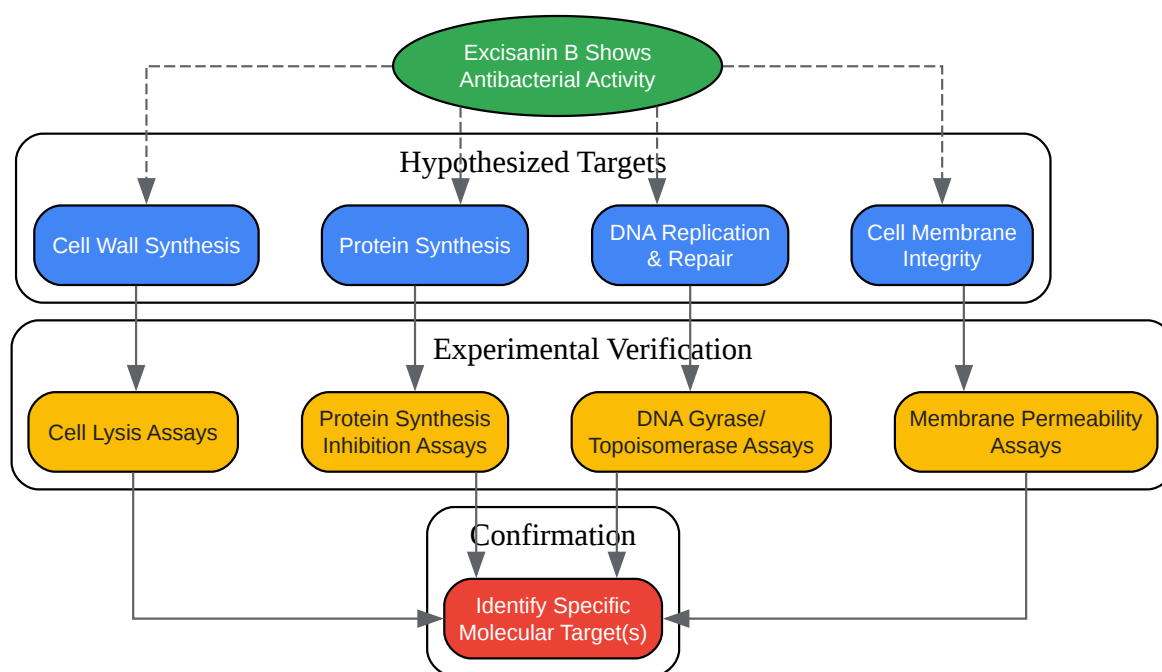 Excisanin B Shows
Antibacterial Activity
Hypothesized Targets
Cell Wall Synthesis
Protein Synthesis
DNA Replication
& Repair
Cell Membrane
Integrity
Experimental Verification
Cell Lysis Assays
Protein Synthesis
Inhibition Assays
DNA Gyrase/
Topoisomerase Assays
Membrane Permeability
Assays
Confirmation
Identify Specific
Molecular Target(s)